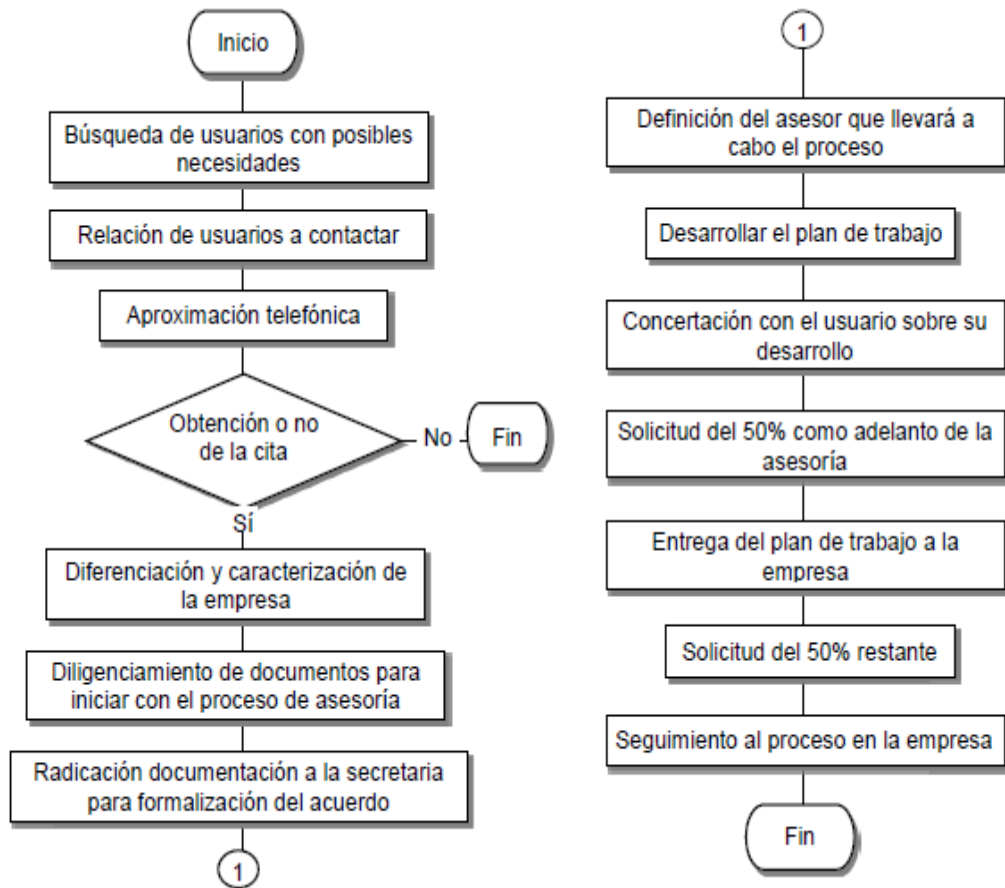 Inicio
Búsqueda de usuarios con posibles
necesidades
Relación de usuarios a contactar
Aproximación telefónica
Obtención o no
de la cita
No
Fin
Sí
Diferenciación y caracterización de
la empresa
Diligenciamiento de documentos para
iniciar con el proceso de asesoría
Radicación documentación a la secretaria
para formalización del acuerdo
1
1
Definición del asesor que llevará a
cabo el proceso
Desarrollar el plan de trabajo
Concertación con el usuario sobre su
desarrollo
Solicitud del 50% como adelanto de la
asesoría
Entrega del plan de trabajo a la
empresa
Solicitud del 50% restante
Seguimiento al proceso en la empresa
Fin